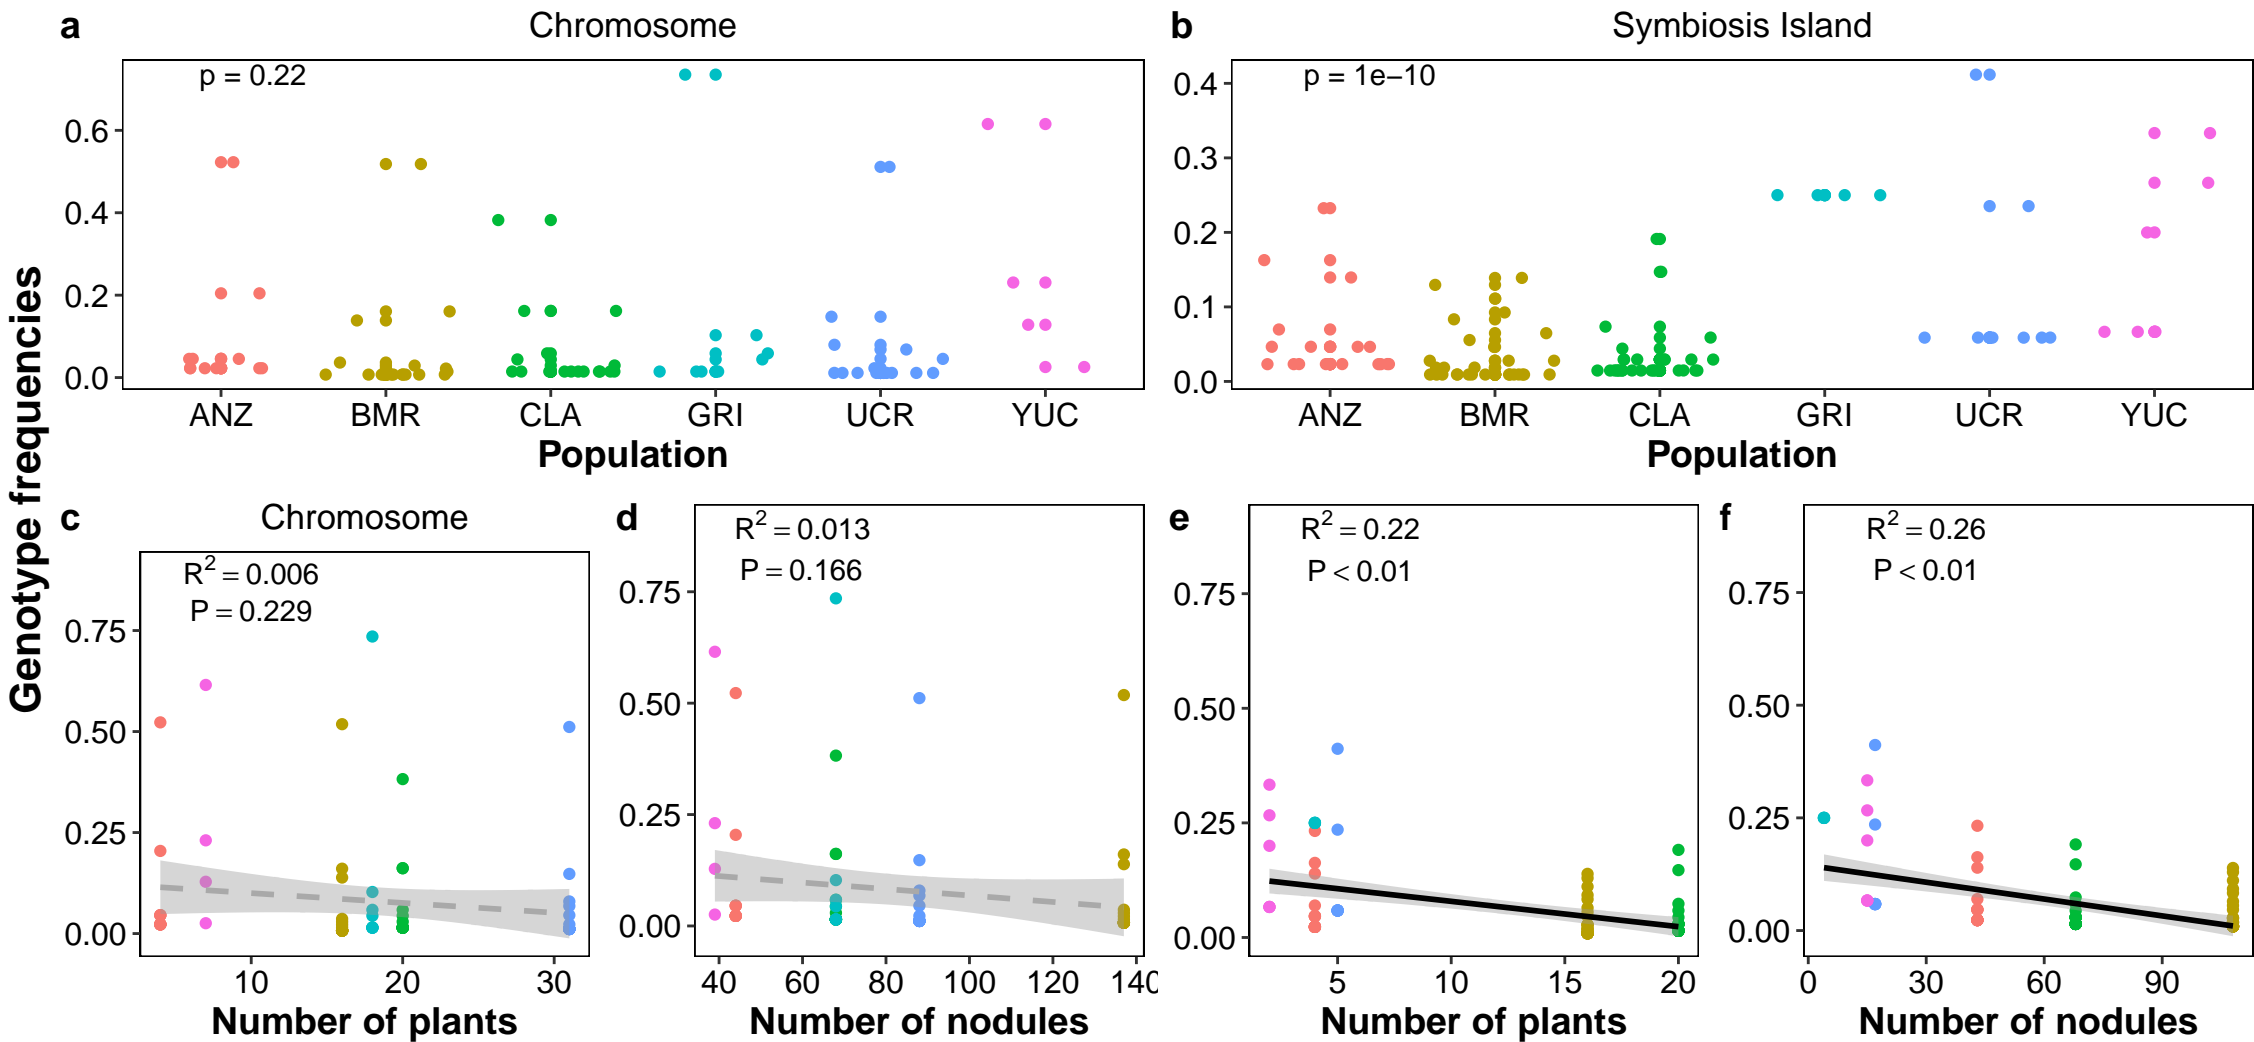 a Chromosome
b Symbiosis Island
p = 0.22
p = 1e−10
0.6
0.4
0.2
0.0
0.4
0.3
0.2
0.1
0.0
ANZ BMR CLA GRI UCR YUC
ANZ BMR CLA GRI UCR YUC
Population
Population
Genotype frequencies
c Chromosome
R² = 0.006
P = 0.229
0.75
0.50
0.25
0.00
10 20 30
Number of plants
d
R² = 0.013
P = 0.166
0.75
0.50
0.25
0.00
40 60 80 100 120 140
Number of nodules
e
R² = 0.22
P < 0.01
0.75
0.50
0.25
0.00
5 10 15 20
Number of plants
f
R² = 0.26
P < 0.01
0.75
0.50
0.25
0.00
0 30 60 90
Number of nodules